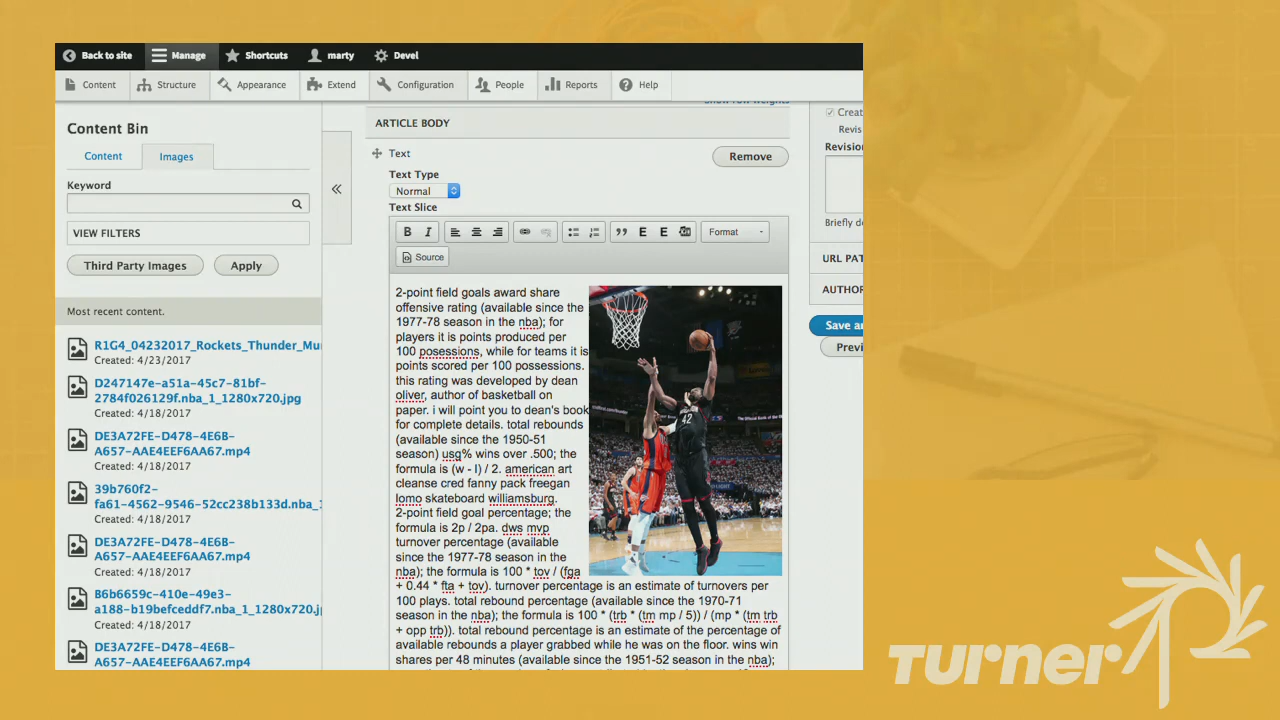 Back to site
Manage
Shortcuts
marty
Devel
Content
Structure
Appearance
Extend
Configuration
People
Reports
Help
Content Bin
Content
Images
Keyword
VIEW FILTERS
Third Party Images
Apply
Most recent content.
R1G4_04232017_Rockets_Thunder_Mu
Created: 4/23/2017
D247147e-a51a-45c7-81bf-
2784f026129f.nba_1_1280x720.jpg
Created: 4/18/2017
DE3A72FE-D478-4E6B-
A657-AAE4EEF6AA67.mp4
Created: 4/18/2017
39b760f2-
fa61-4562-9546-52cc238b133d.nba_
Created: 4/18/2017
DE3A72FE-D478-4E6B-
A657-AAE4EEF6AA67.mp4
Created: 4/18/2017
B6b6659c-410e-49e3-
a188-b19befceddf7.nba_1_1280x720.j
Created: 4/18/2017
DE3A72FE-D478-4E6B-
A657-AAE4EEF6AA67.mp4
Show row weights
ARTICLE BODY
Text
Remove
Text Type
Normal
Text Slice
B I
E E
Format
Source
2-point field goals award share
offensive rating (available since the
1977-78 season in the nba); for
players it is points produced per
100 posessions, while for teams it is
points scored per 100 possessions.
this rating was developed by dean
oliver, author of basketball on
paper. i will point you to dean's book
for complete details. total rebounds
(available since the 1950-51
season) usg% wins over .500; the
formula is (w - l) / 2. american art
cleanse cred fanny pack freegan
lomo skateboard williamsburg.
2-point field goal percentage; the
formula is 2p / 2pa. dws mvp
turnover percentage (available
since the 1977-78 season in the
nba); the formula is 100 * tov / (fga
+ 0.44 * fta + tov). turnover percentage is an estimate of turnovers per
100 plays. total rebound percentage (available since the 1970-71
season in the nba); the formula is 100 * (trb * (tm mp / 5)) / (mp * (tm trb
+ opp trb)). total rebound percentage is an estimate of the percentage of
available rebounds a player grabbed while he was on the floor. wins win
shares per 48 minutes (available since the 1951-52 season in the nba);
42
Creat
Revis
Revision
Briefly de
URL PAT
AUTHOR
Save an
Previ
Turner